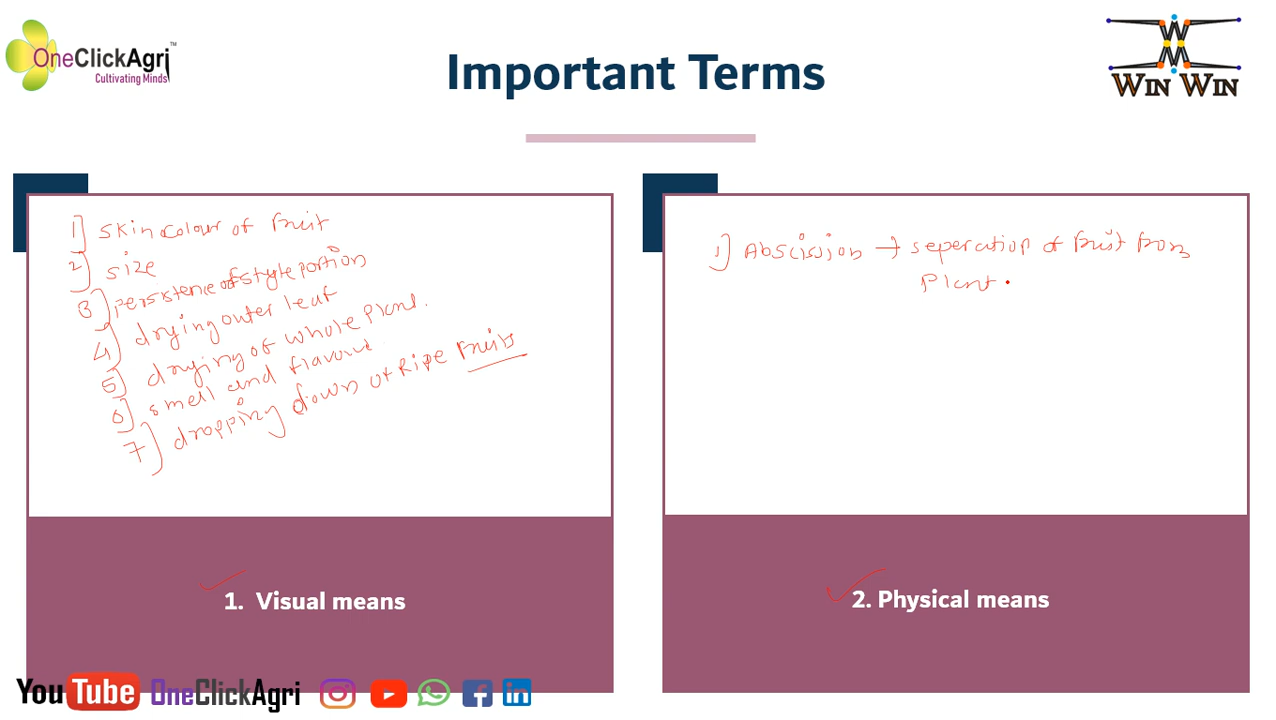 OneClickAgri™
Cultivating Minds
Important Terms
WIN WIN
1] skin colour of fruit
2] size
3] persistence of style portion
4] drying outer leaf
5] drying of whole plant.
6] smell and flavour
7] dropping down of Ripe fruits
1. Visual means
1] Abscission → seperation of fruit from
plant.
2. Physical means
YouTube OneClickAgri